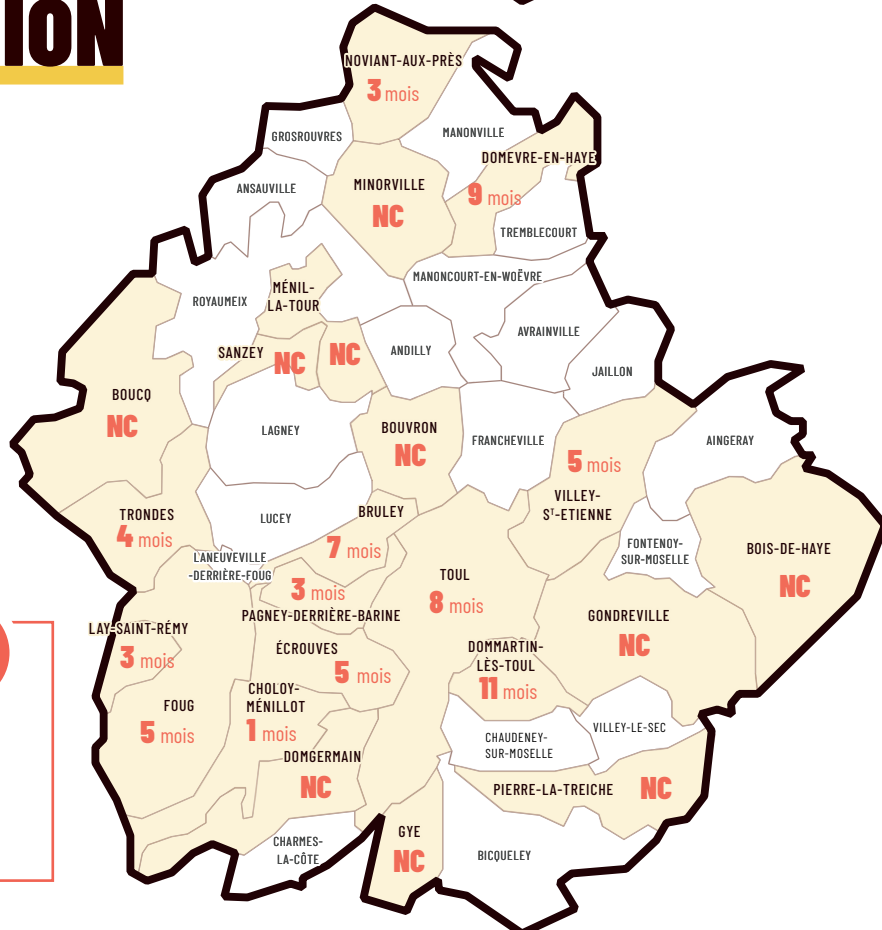 ION
NOVIANT-AUX-PRÈS
3 mois
GROSROUVRES
MANONVILLE
DOMEVRE-EN-HAYE
9 mois
ANSAUVILLE
MINORVILLE
NC
TREMBLECOURT
MANONCOURT-EN-WOËVRE
ROYAUMEIX
MÉNIL-
LA-TOUR
NC
SANZEY
NC
ANDILLY
AVRAINVILLE
JAILLON
BOUCQ
NC
LAGNEY
BOUVRON
NC
FRANCHEVILLE
AINGERAY
5 mois
VILLEY-
Sᵀ-ETIENNE
TRONDES
4 mois
LUCEY
BRULEY
7 mois
LANEUVEVILLE
-DERRIÈRE-FOUG
FONTENOY-
SUR-MOSELLE
BOIS-DE-HAYE
NC
3 mois
PAGNEY-DERRIÈRE-BARINE
TOUL
8 mois
GONDREVILLE
NC
LAY-SAINT-RÉMY
3 mois
ÉCROUVES
5 mois
DOMMARTIN-
LÈS-TOUL
11 mois
FOUG
5 mois
CHOLOY-
MÉNILLOT
1 mois
CHAUDENEY-
SUR-MOSELLE
VILLEY-LE-SEC
DOMGERMAIN
NC
PIERRE-LA-TREICHE
NC
CHARMES-
LA-CÔTE
GYE
NC
BICQUELEY